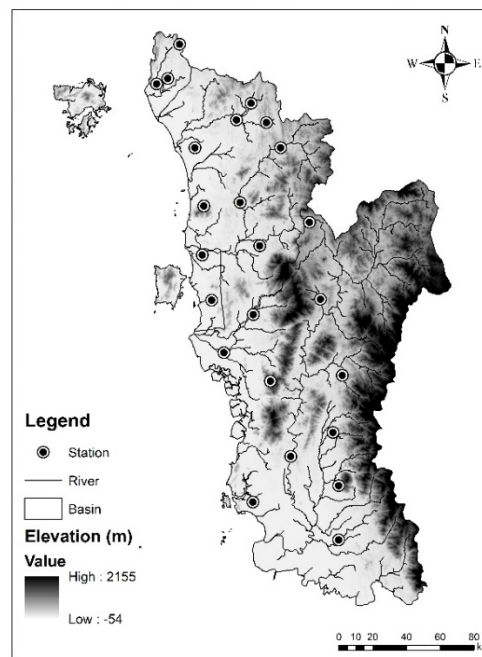 N
W E
S
Legend
Station
River
Basin
Elevation (m)
Value
High : 2155
Low : -54
0 10 20 40 60 80
k